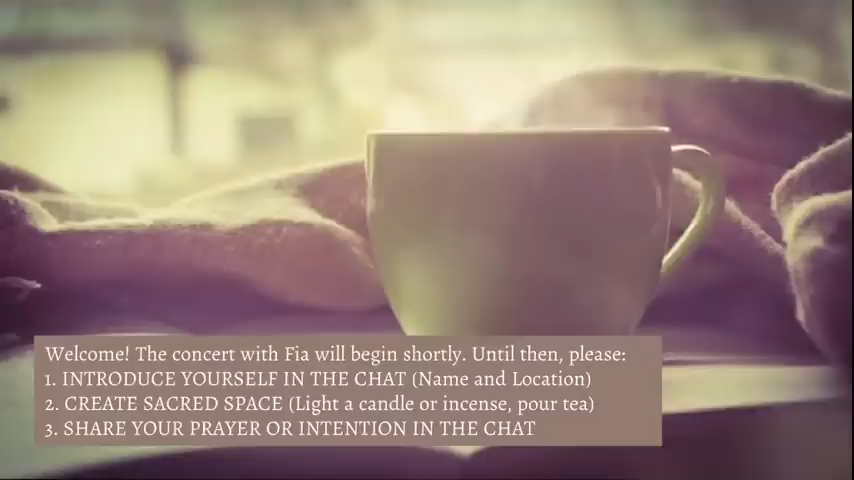 Welcome! The concert with Fia will begin shortly. Until then, please:
1. INTRODUCE YOURSELF IN THE CHAT (Name and Location)
2. CREATE SACRED SPACE (Light a candle or incense, pour tea)
3. SHARE YOUR PRAYER OR INTENTION IN THE CHAT